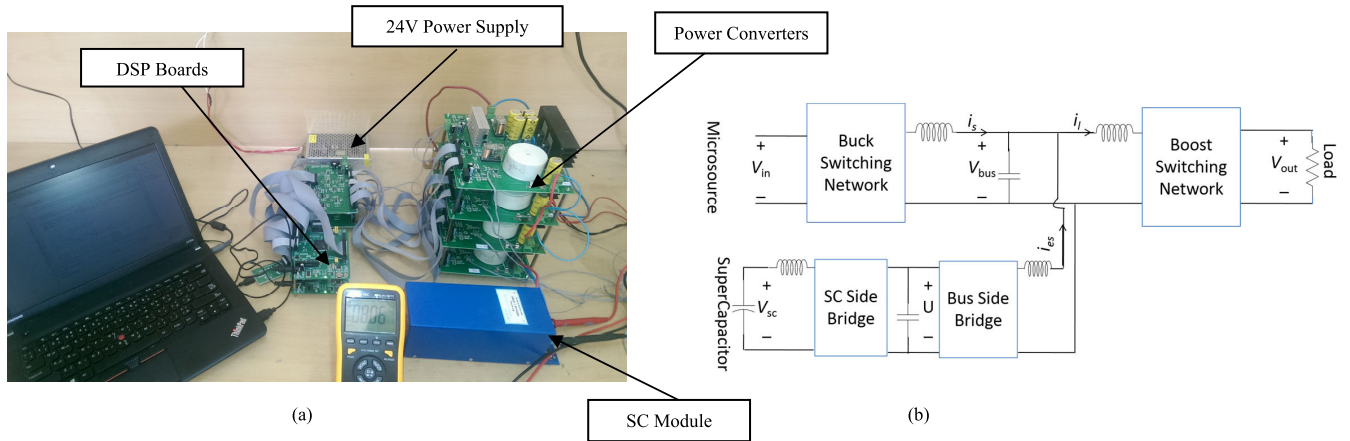 24V Power Supply
Power Converters
DSP Boards
SC Module
ThinkPad
(a)
Microsource
+
V_in
−
Buck
Switching
Network
i_s
+
V_bus
−
i_l
Boost
Switching
Network
+
V_out
−
Load
i_es
SuperCapacitor
+
V_sc
−
SC Side
Bridge
+
U
−
Bus Side
Bridge
(b)